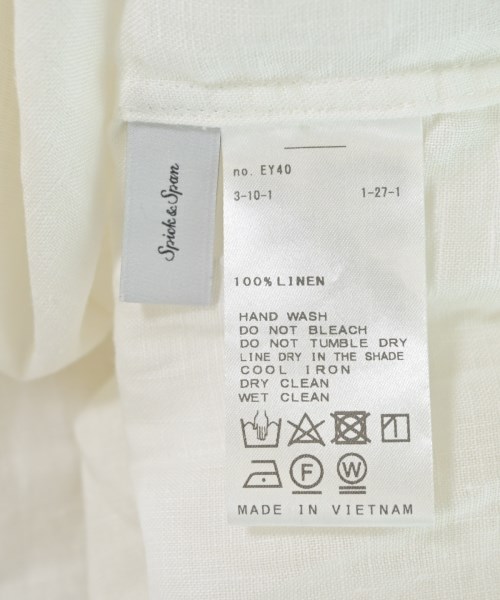 Spick & Span
no. EY40
3-10-1 1-27-1
100% LINEN
HAND WASH
DO NOT BLEACH
DO NOT TUMBLE DRY
LINE DRY IN THE SHADE
COOL IRON
DRY CLEAN
WET CLEAN
F W
MADE IN VIETNAM